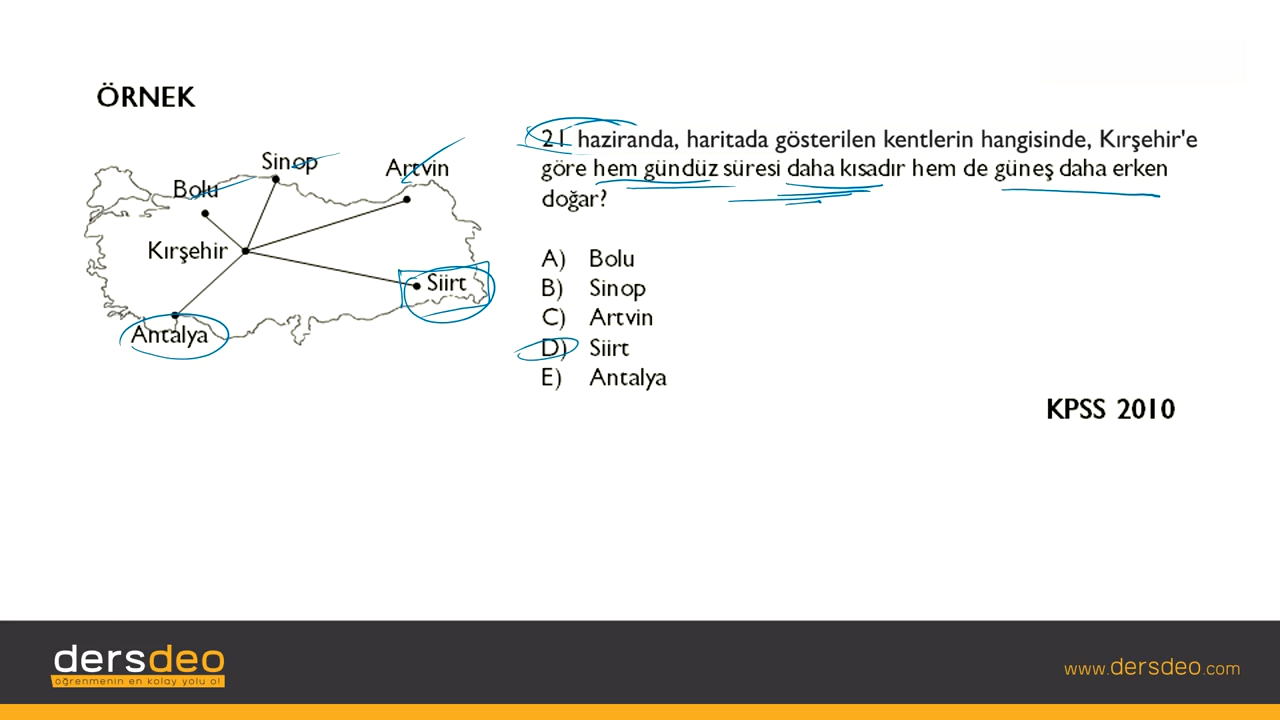 ÖRNEK
Sinop
Artvin
Bolu
Kırşehir
Siirt
Antalya
21 haziranda, haritada gösterilen kentlerin hangisinde, Kırşehir'e
göre hem gündüz süresi daha kısadır hem de güneş daha erken
doğar?
A) Bolu
B) Sinop
C) Artvin
D) Siirt
E) Antalya
KPSS 2010
dersdeo
öğrenmenin en kolay yolu o!
www.dersdeo.com